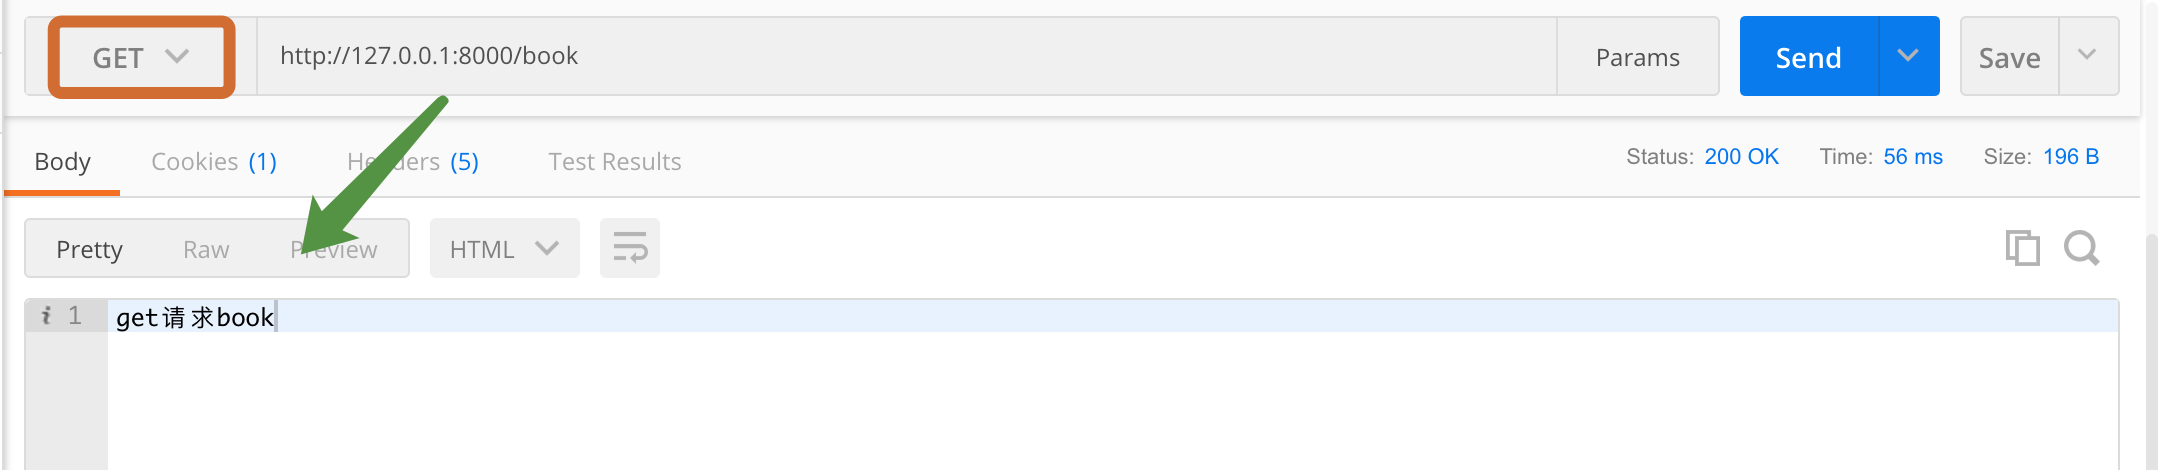 GET http://127.0.0.1:8000/book Params Send Save
Body Cookies (1) Headers (5) Test Results Status: 200 OK Time: 56 ms Size: 196 B
Pretty Raw Preview HTML
i 1 get请求book